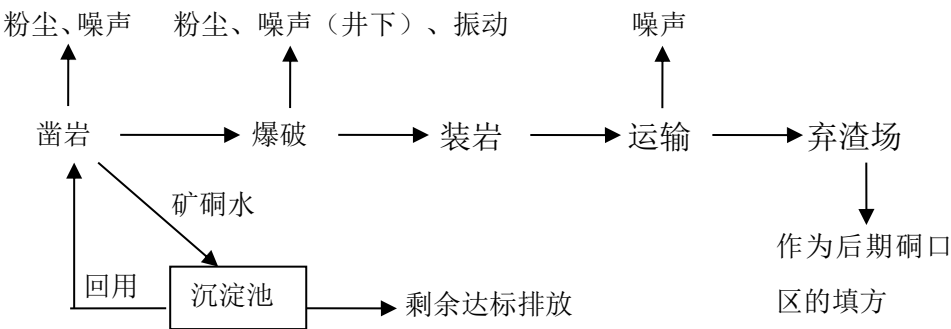 粉尘、噪声
粉尘、噪声（井下）、振动
噪声
凿岩
爆破
装岩
运输
弃渣场
矿硐水
作为后期硐口
区的填方
回用
沉淀池
剩余达标排放